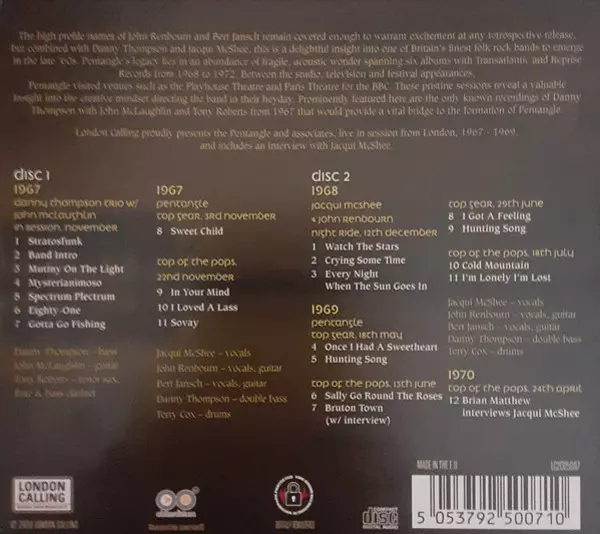 The high profile names of John Renbourn and Bert Jansch remain coveted enough to warrant excitement at any retrospective release,
but combined with Danny Thompson and Jacqui McShee, this is a delightful insight into one of Britain's finest folk rock bands to emerge
in the late '60s. Pentangle's legacy lies in an abundance of fragile, acoustic wonder spanning six albums with Transatlantic and Reprise
Records from 1968 to 1972. Between the studio, television and festival appearances.
Pentangle visited venues such as the Playhouse Theatre and Paris Theatre for the BBC. These pristine sessions reveal a valuable
insight into the creative mindset directing the band in their heyday. Prominently featured here are the only known recordings of Danny
Thompson with John McLaughlin and Tony Roberts from 1967 that would provide a vital bridge to the formation of Pentangle.
London Calling proudly presents the Pentangle and associates, live in session from London, 1967 - 1969,
and includes an interview with Jacqui McShee.
disc 1
1967
danny thompson trio w/
john mclaughlin
in session, november
1 Stratosfunk
2 Band Intro
3 Mutiny On The Light
4 Mysterianimoso
5 Spectrum Plectrum
6 Eighty-One
7 Gotta Go Fishing
Danny Thompson - bass
John McLaughlin - guitar
Tony Roberts - tenor sax,
flute & bass clarinet
1967
pentangle
top gear, 3rd november
8 Sweet Child
top of the pops,
22nd november
9 In Your Mind
10 I Loved A Lass
11 Sovay
Jacqui McShee - vocals
John Renbourn - vocals, guitar
Bert Jansch - vocals, guitar
Danny Thompson - double bass
Terry Cox - drums
disc 2
1968
jacqui mcshee
& john renbourn
night ride, 12th december
1 Watch The Stars
2 Crying Some Time
3 Every Night
When The Sun Goes In
1969
pentangle
top gear, 18th may
4 Once I Had A Sweetheart
5 Hunting Song
top of the pops, 13th june
6 Sally Go Round The Roses
7 Bruton Town
(w/ interview)
top gear, 29th june
8 I Got A Feeling
9 Hunting Song
top of the pops, 18th july
10 Cold Mountain
11 I'm Lonely I'm Lost
Jacqui McShee - vocals
John Renbourn - vocals, guitar
Bert Jansch - vocals, guitar
Danny Thompson - double bass
Terry Cox - drums
1970
top of the pops, 24th april
12 Brian Matthew
interviews Jacqui McShee
LONDON
CALLING
LONDON CALLING
COMPACT
disc
DIGITAL AUDIO
MADE IN THE E.U.
LCCD5007
5 053792 500710